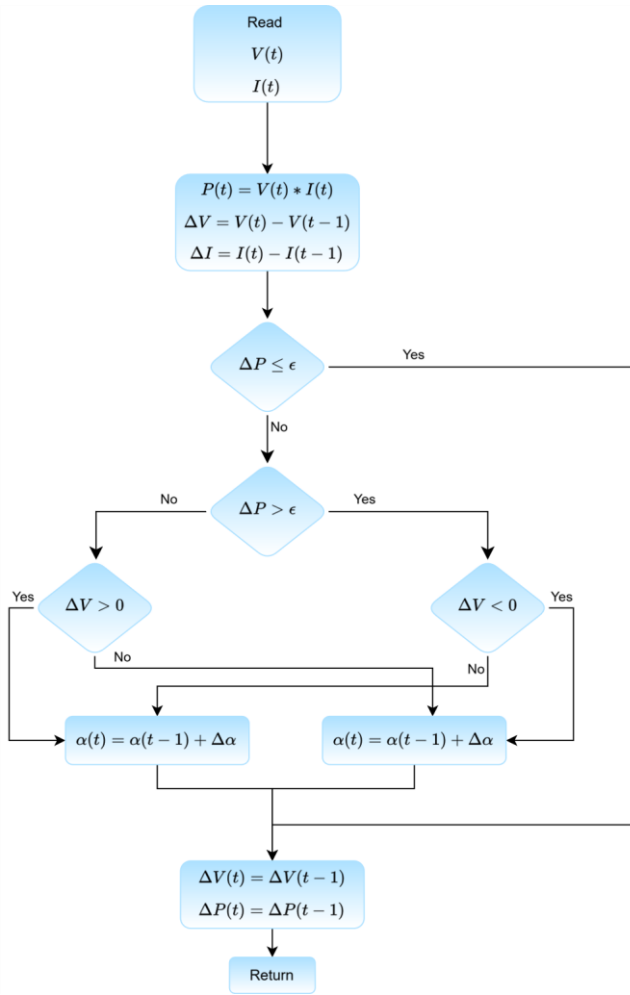 Read
V(t)
I(t)
P(t) = V(t) * I(t)
ΔV = V(t) − V(t − 1)
ΔI = I(t) − I(t − 1)
ΔP ≤ ϵ
Yes
No
ΔP > ϵ
No
Yes
ΔV > 0
Yes
No
ΔV < 0
Yes
No
α(t) = α(t − 1) + Δα
α(t) = α(t − 1) + Δα
ΔV(t) = ΔV(t − 1)
ΔP(t) = ΔP(t − 1)
Return